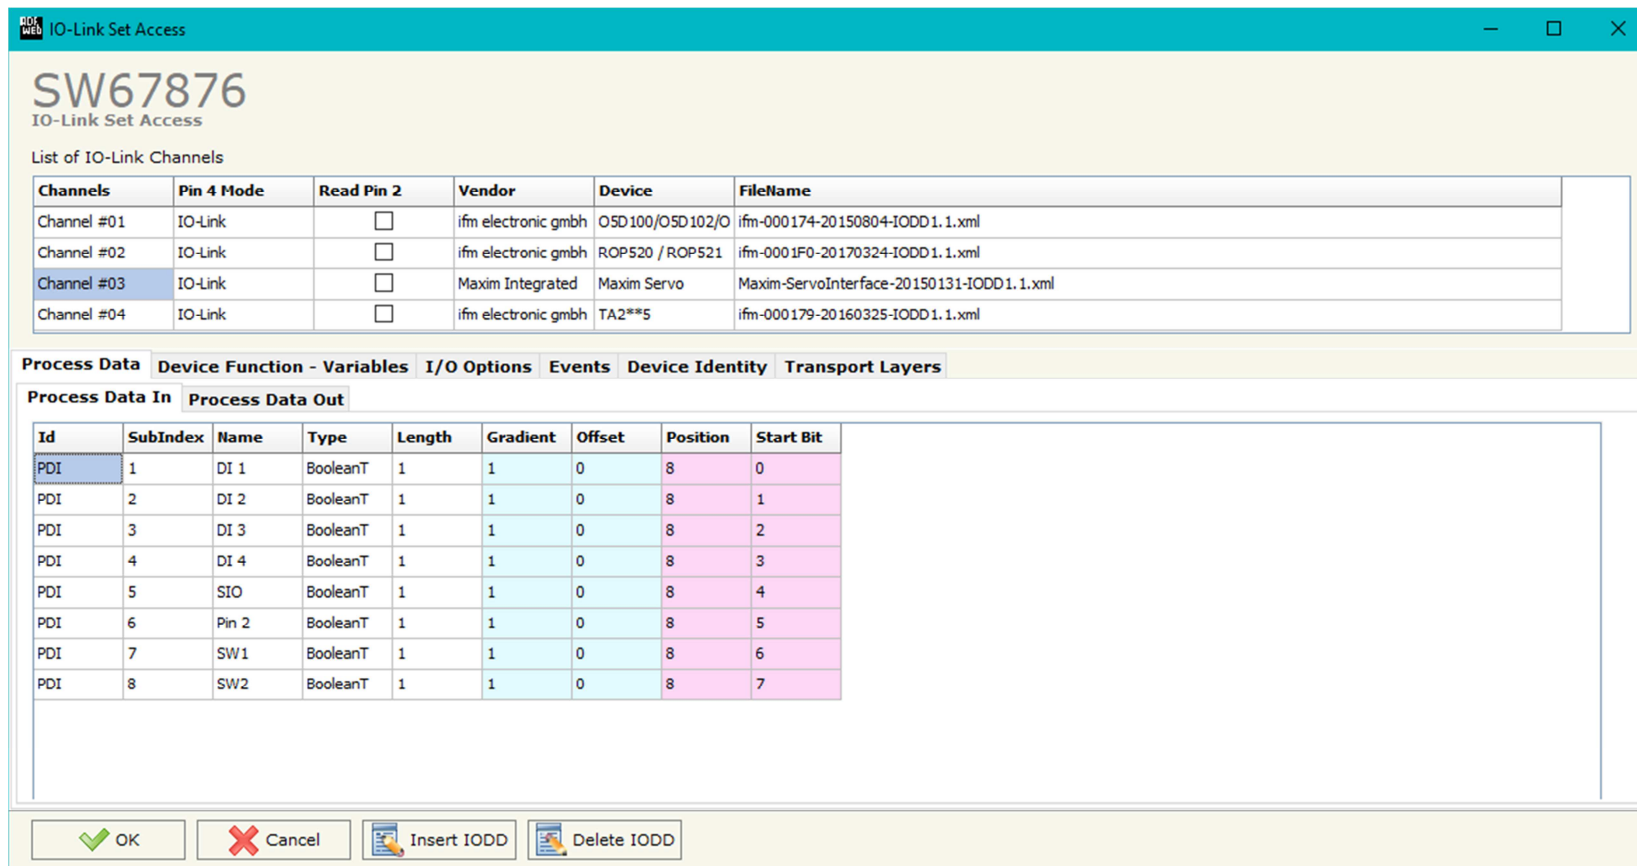 ADF WEB IO-Link Set Access
SW67876
IO-Link Set Access
List of IO-Link Channels
Channels Pin 4 Mode Read Pin 2 Vendor Device FileName
Channel #01 IO-Link ifm electronic gmbh O5D100/O5D102/O ifm-000174-20150804-IODD1.1.xml
Channel #02 IO-Link ifm electronic gmbh ROP520 / ROP521 ifm-0001F0-20170324-IODD1.1.xml
Channel #03 IO-Link Maxim Integrated Maxim Servo Maxim-ServoInterface-20150131-IODD1.1.xml
Channel #04 IO-Link ifm electronic gmbh TA2**5 ifm-000179-20160325-IODD1.1.xml
Process Data Device Function - Variables I/O Options Events Device Identity Transport Layers
Process Data In Process Data Out
Id SubIndex Name Type Length Gradient Offset Position Start Bit
PDI 1 DI 1 BooleanT 1 1 0 8 0
PDI 2 DI 2 BooleanT 1 1 0 8 1
PDI 3 DI 3 BooleanT 1 1 0 8 2
PDI 4 DI 4 BooleanT 1 1 0 8 3
PDI 5 SIO BooleanT 1 1 0 8 4
PDI 6 Pin 2 BooleanT 1 1 0 8 5
PDI 7 SW1 BooleanT 1 1 0 8 6
PDI 8 SW2 BooleanT 1 1 0 8 7
OK Cancel Insert IODD Delete IODD